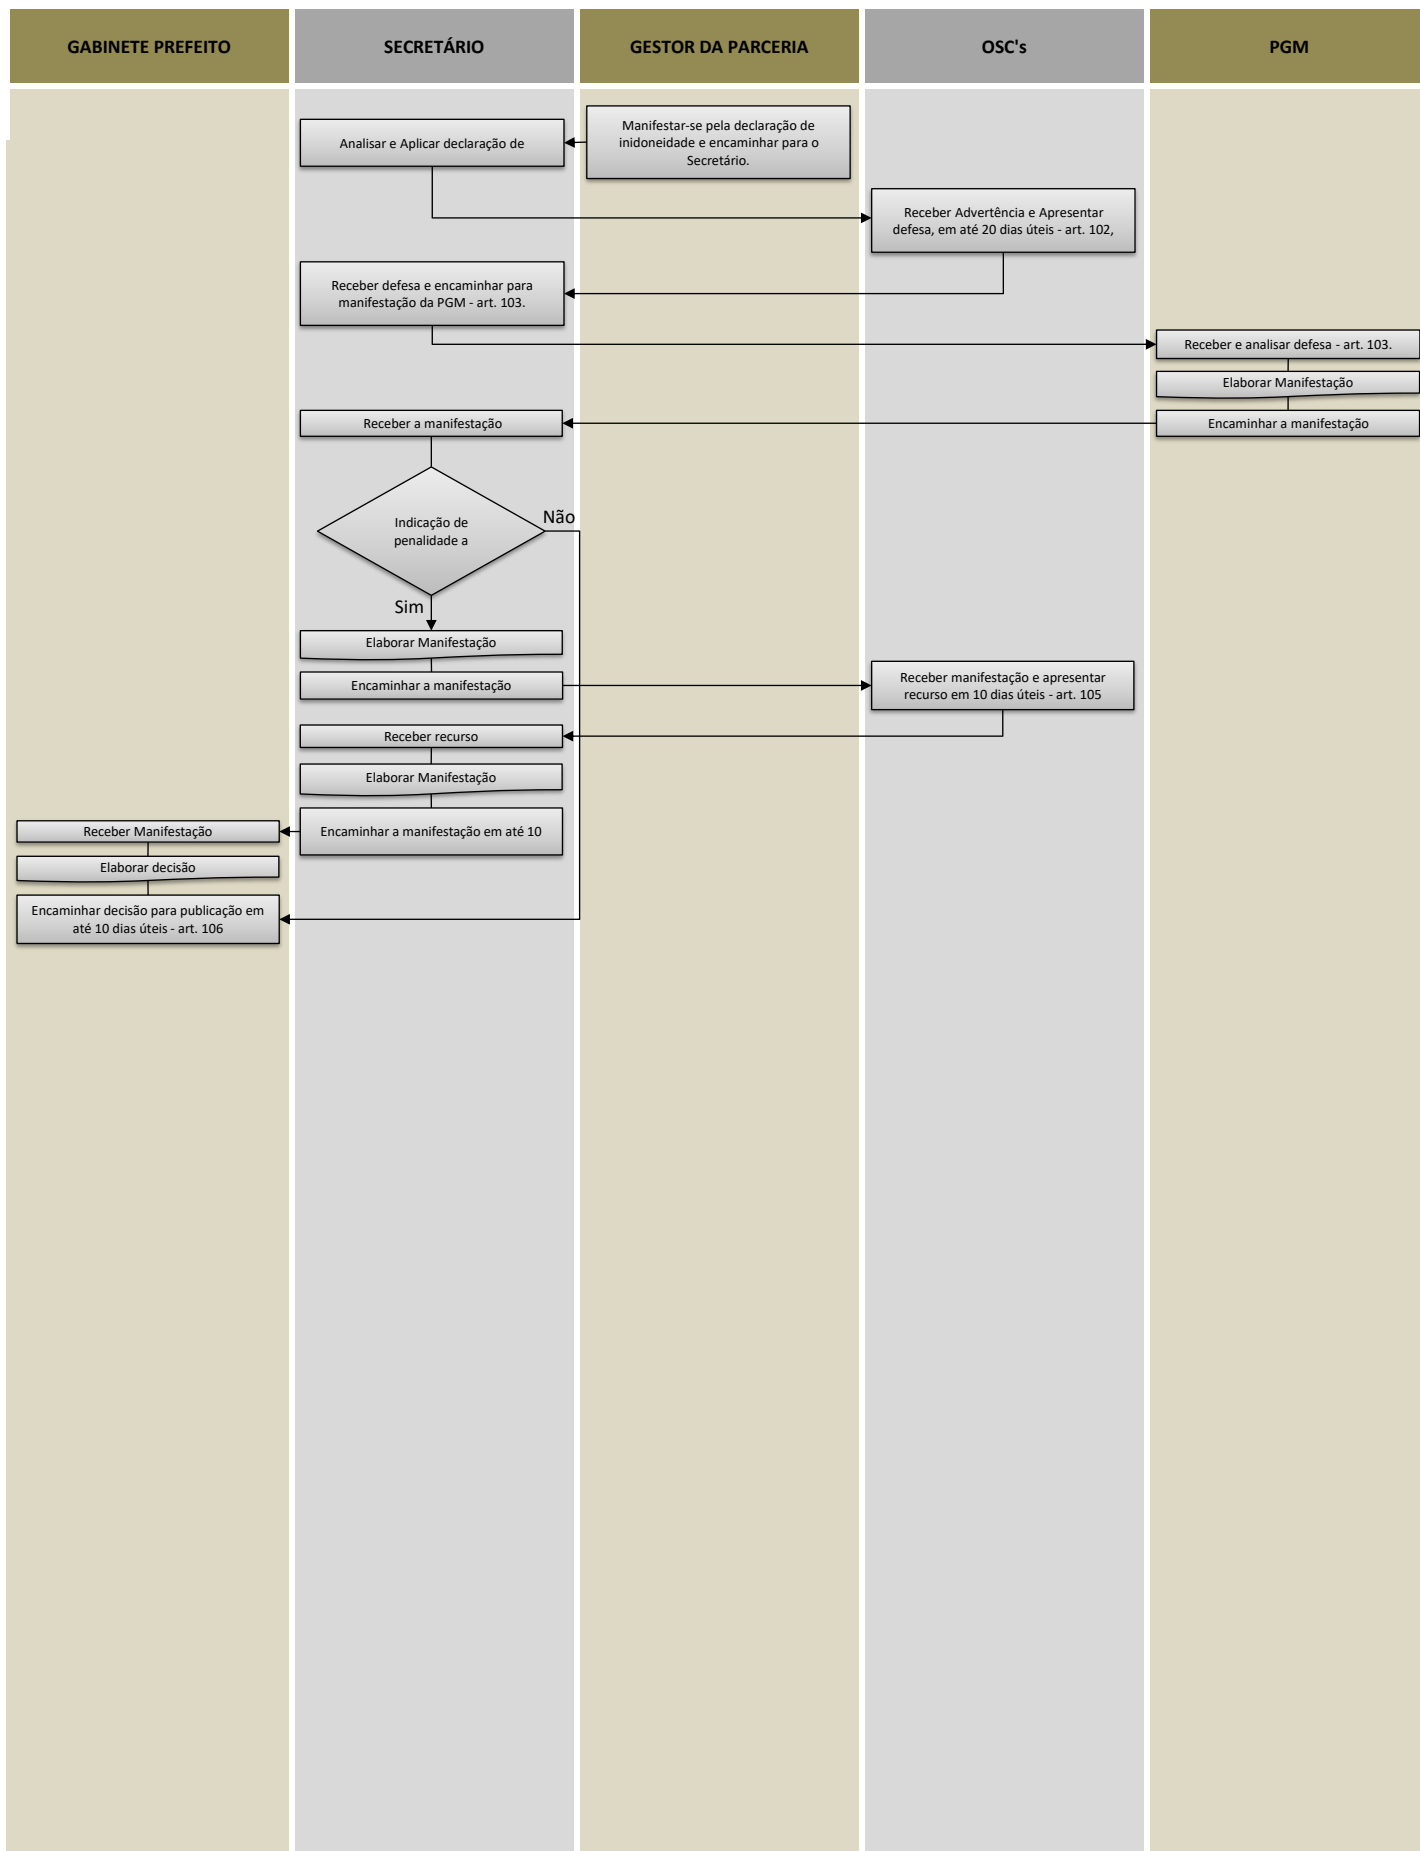 GABINETE PREFEITO
SECRETÁRIO
GESTOR DA PARCERIA
OSC's
PGM
Manifestar-se pela declaração de
inidoneidade e encaminhar para o
Secretário.
Analisar e Aplicar declaração de
Receber Advertência e Apresentar
defesa, em até 20 dias úteis - art. 102,
Receber defesa e encaminhar para
manifestação da PGM - art. 103.
Receber e analisar defesa - art. 103.
Elaborar Manifestação
Encaminhar a manifestação
Receber a manifestação
Indicação de
penalidade a
Não
Sim
Elaborar Manifestação
Encaminhar a manifestação
Receber manifestação e apresentar
recurso em 10 dias úteis - art. 105
Receber recurso
Elaborar Manifestação
Encaminhar a manifestação em até 10
Receber Manifestação
Elaborar decisão
Encaminhar decisão para publicação em
até 10 dias úteis - art. 106